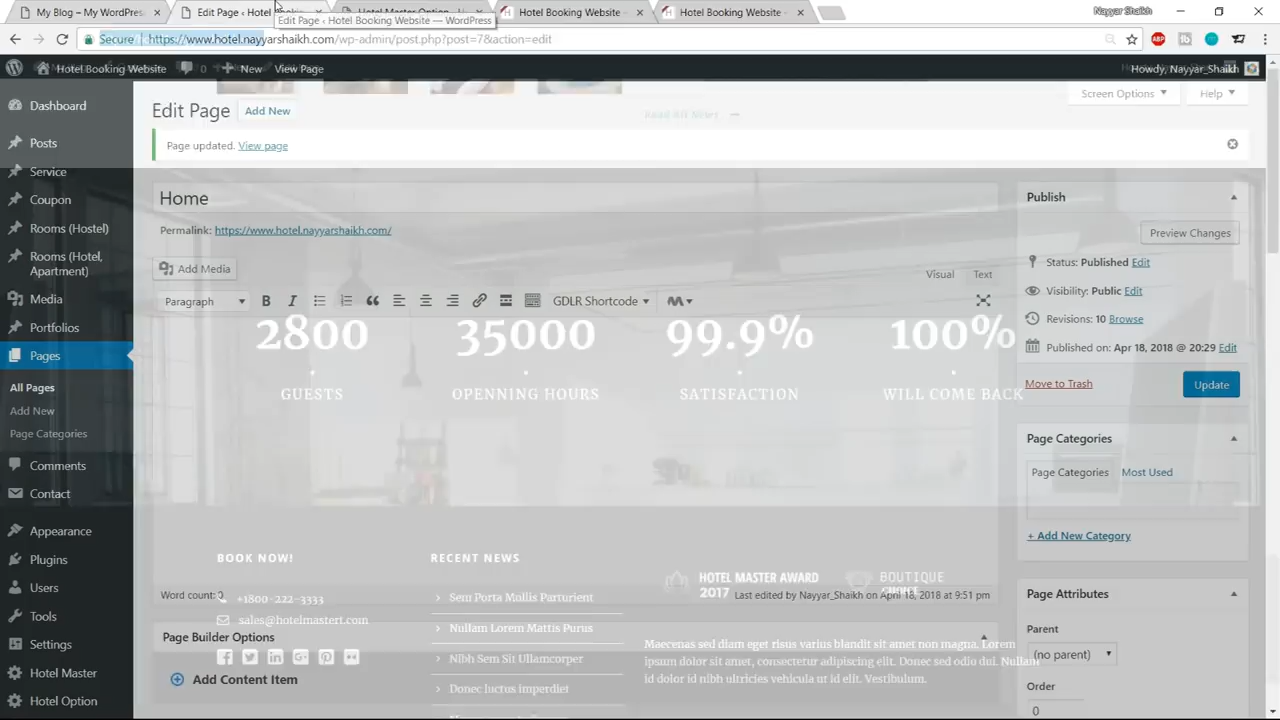 My Blog – My WordPress
Edit Page ‹ Hotel Booking
Hotel Master Option
Hotel Booking Website
Hotel Booking Website
Nayyar Shaikh
Edit Page ‹ Hotel Booking Website — WordPress
Secure | https://www.hotel.nayyarshaikh.com/wp-admin/post.php?post=7&action=edit
Hotel Booking Website
0
New
View Page
Howdy, Nayyar_Shaikh
Dashboard
Posts
Service
Coupon
Rooms (Hostel)
Rooms (Hotel,
Apartment)
Media
Portfolios
Pages
All Pages
Add New
Page Categories
Comments
Contact
Appearance
Plugins
Users
Tools
Settings
Hotel Master
Hotel Option
Edit Page
Add New
Read All News
Screen Options
Help
Page updated. View page
Home
Permalink: https://www.hotel.nayyarshaikh.com/
Add Media
Visual
Text
Paragraph
B
I
GDLR Shortcode
2800
35000
99.9%
100%
GUESTS
OPENNING HOURS
SATISFACTION
WILL COME BACK
BOOK NOW!
+1800-222-3333
sales@hotelmastert.com
RECENT NEWS
Sem Porta Mollis Parturient
Nullam Lorem Mattis Purus
Nibh Sem Sit Ullamcorper
Donec luctus imperdiet
HOTEL MASTER AWARD
2017
BOUTIQUE
Maecenas sed diam eget risus varius blandit sit amet non magna. Lorem
ipsum dolor sit amet, consectetur adipiscing elit. Donec sed odio dui. Nullam
id dolor id nibh ultricies vehicula ut id elit. Vestibulum.
Word count: 0
Last edited by Nayyar_Shaikh on April 18, 2018 at 9:51 pm
Page Builder Options
Add Content Item
Publish
Preview Changes
Status: Published Edit
Visibility: Public Edit
Revisions: 10 Browse
Published on: Apr 18, 2018 @ 20:29 Edit
Move to Trash
Update
Page Categories
Page Categories
Most Used
+ Add New Category
Page Attributes
Parent
(no parent)
Order
0